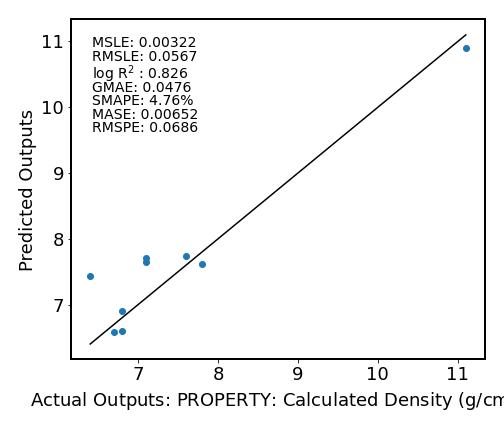 MSLE: 0.00322
RMSLE: 0.0567
log R² : 0.826
GMAE: 0.0476
SMAPE: 4.76%
MASE: 0.00652
RMSPE: 0.0686
11
10
9
8
7
Predicted Outputs
7 8 9 10 11
Actual Outputs: PROPERTY: Calculated Density (g/cm